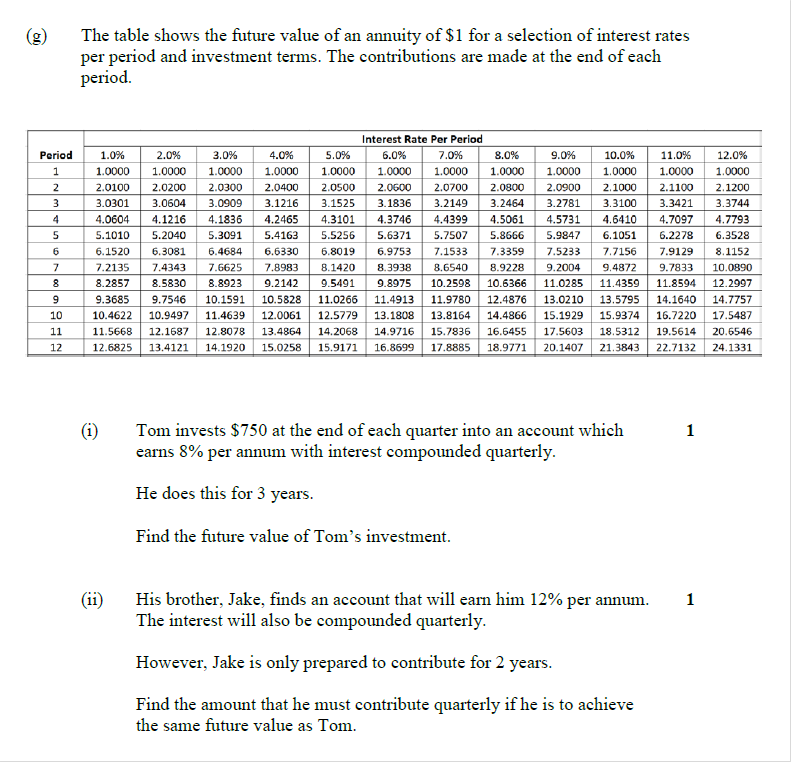 (g) The table shows the future value of an annuity of $1 for a selection of interest rates
per period and investment terms. The contributions are made at the end of each
period.
Interest Rate Per Period
Period 1.0% 2.0% 3.0% 4.0% 5.0% 6.0% 7.0% 8.0% 9.0% 10.0% 11.0% 12.0%
1 1.0000 1.0000 1.0000 1.0000 1.0000 1.0000 1.0000 1.0000 1.0000 1.0000 1.0000 1.0000
2 2.0100 2.0200 2.0300 2.0400 2.0500 2.0600 2.0700 2.0800 2.0900 2.1000 2.1100 2.1200
3 3.0301 3.0604 3.0909 3.1216 3.1525 3.1836 3.2149 3.2464 3.2781 3.3100 3.3421 3.3744
4 4.0604 4.1216 4.1836 4.2465 4.3101 4.3746 4.4399 4.5061 4.5731 4.6410 4.7097 4.7793
5 5.1010 5.2040 5.3091 5.4163 5.5256 5.6371 5.7507 5.8666 5.9847 6.1051 6.2278 6.3528
6 6.1520 6.3081 6.4684 6.6330 6.8019 6.9753 7.1533 7.3359 7.5233 7.7156 7.9129 8.1152
7 7.2135 7.4343 7.6625 7.8983 8.1420 8.3938 8.6540 8.9228 9.2004 9.4872 9.7833 10.0890
8 8.2857 8.5830 8.8923 9.2142 9.5491 9.8975 10.2598 10.6366 11.0285 11.4359 11.8594 12.2997
9 9.3685 9.7546 10.1591 10.5828 11.0266 11.4913 11.9780 12.4876 13.0210 13.5795 14.1640 14.7757
10 10.4622 10.9497 11.4639 12.0061 12.5779 13.1808 13.8164 14.4866 15.1929 15.9374 16.7220 17.5487
11 11.5668 12.1687 12.8078 13.4864 14.2068 14.9716 15.7836 16.6455 17.5603 18.5312 19.5614 20.6546
12 12.6825 13.4121 14.1920 15.0258 15.9171 16.8699 17.8885 18.9771 20.1407 21.3843 22.7132 24.1331
(i) Tom invests $750 at the end of each quarter into an account which 1
earns 8% per annum with interest compounded quarterly.
He does this for 3 years.
Find the future value of Tom’s investment.
(ii) His brother, Jake, finds an account that will earn him 12% per annum. 1
The interest will also be compounded quarterly.
However, Jake is only prepared to contribute for 2 years.
Find the amount that he must contribute quarterly if he is to achieve
the same future value as Tom.